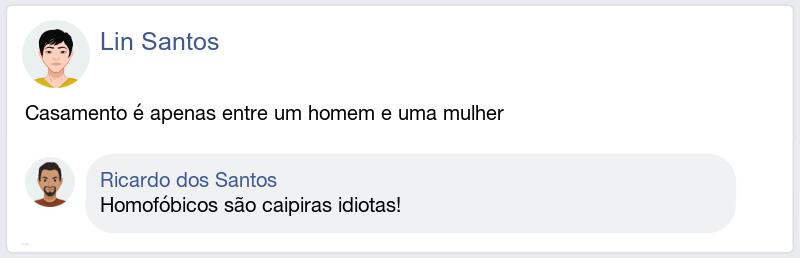 Lin Santos
Casamento é apenas entre um homem e uma mulher
Ricardo dos Santos
Homofóbicos são caipiras idiotas!